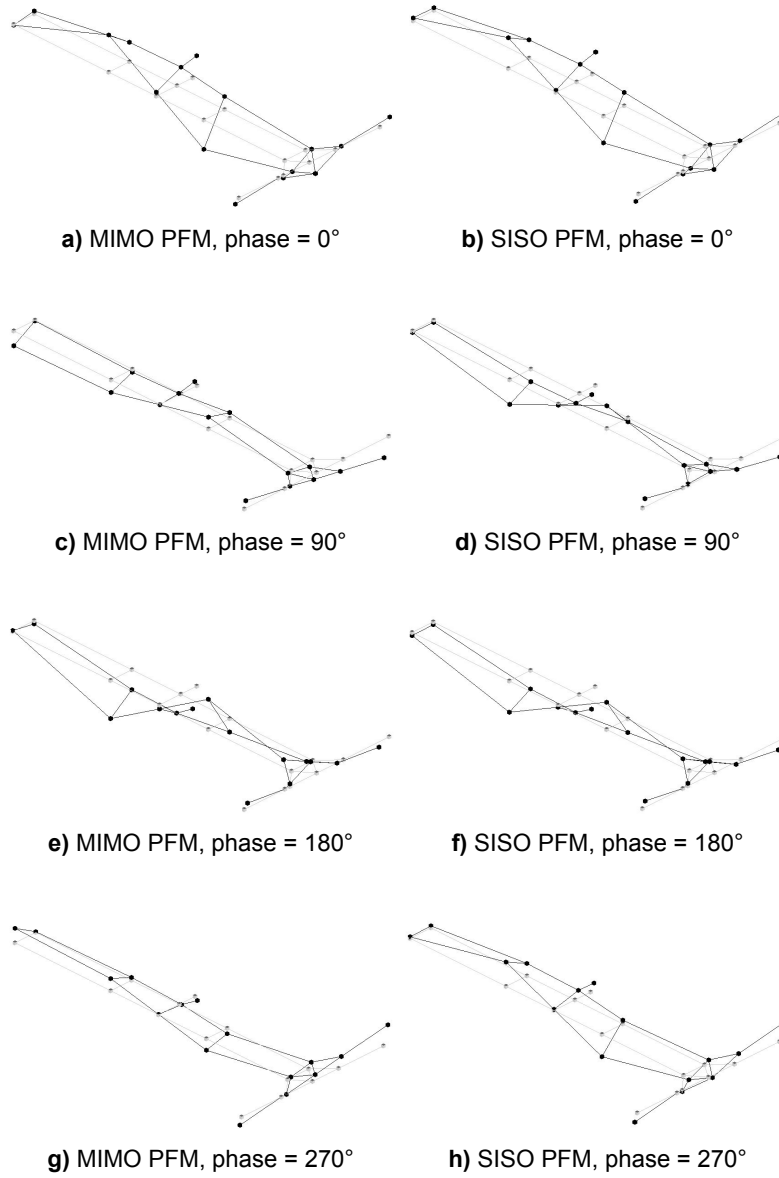 a) MIMO PFM, phase = 0°
b) SISO PFM, phase = 0°
c) MIMO PFM, phase = 90°
d) SISO PFM, phase = 90°
e) MIMO PFM, phase = 180°
f) SISO PFM, phase = 180°
g) MIMO PFM, phase = 270°
h) SISO PFM, phase = 270°